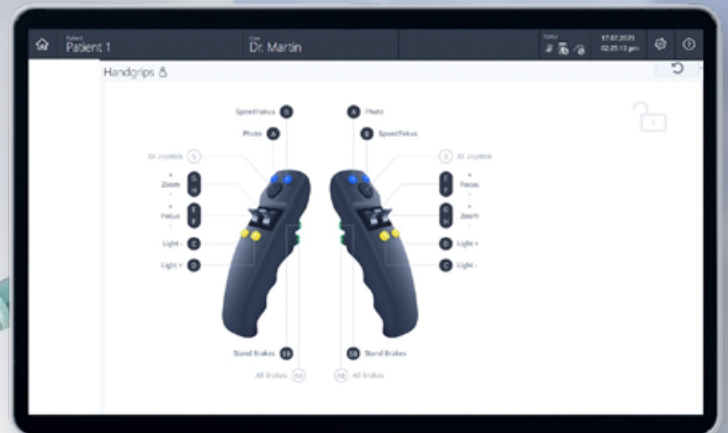 Patient
Patient 1
User
Dr. Martin
Status
17.07.2023
02:25:13 pm
Handgrips
SpeedFokus B
Photo A
XY Joystick S
+
Zoom
-
G
H
+
Focus
-
E
F
Light - C
Light + D
Stand Brakes SB
All Brakes AB
A Photo
B SpeedFokus
S XY Joystick
E
F
+
Focus
-
G
H
+
Zoom
-
D Light +
C Light -
SB Stand Brakes
AB All Brakes